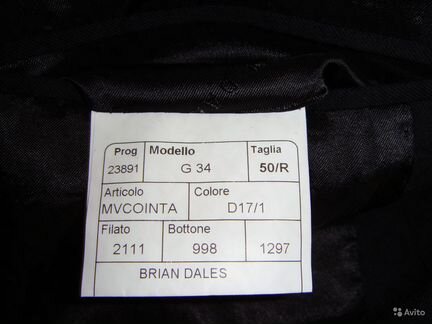 Prog Modello Taglia
23891 G 34 50/R
Articolo Colore
MVCOINTA D17/1
Filato Bottone
2111 998 1297
BRIAN DALES
Avito